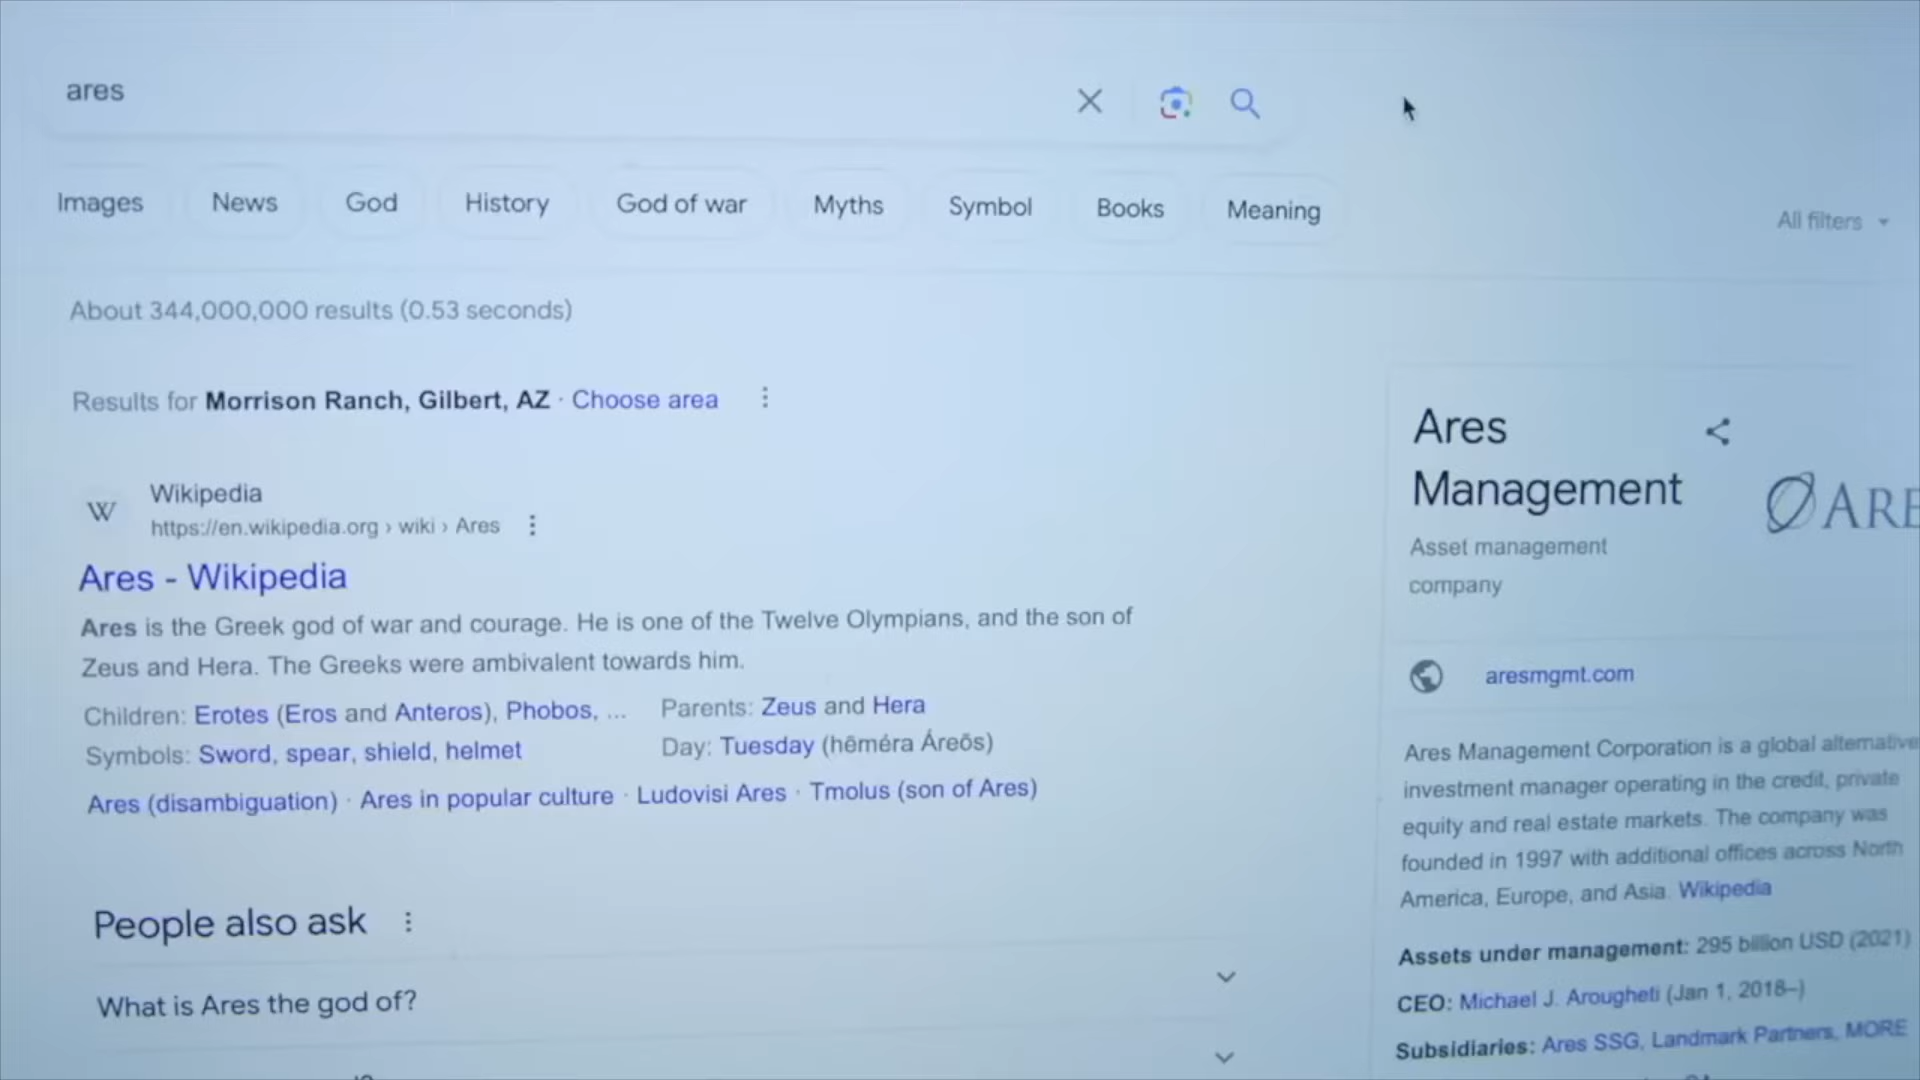 ares
Images News God History God of war Myths Symbol Books Meaning
All filters
About 344,000,000 results (0.53 seconds)
Results for Morrison Ranch, Gilbert, AZ · Choose area
W
Wikipedia
https://en.wikipedia.org › wiki › Ares
Ares - Wikipedia
Ares is the Greek god of war and courage. He is one of the Twelve Olympians, and the son of
Zeus and Hera. The Greeks were ambivalent towards him.
Children: Erotes (Eros and Anteros), Phobos, ...
Parents: Zeus and Hera
Symbols: Sword, spear, shield, helmet
Day: Tuesday (hēméra Áreōs)
Ares (disambiguation) · Ares in popular culture · Ludovisi Ares · Tmolus (son of Ares)
People also ask
What is Ares the god of?
Ares
Management
ARE
Asset management
company
aresmgmt.com
Ares Management Corporation is a global alternative
investment manager operating in the credit, private
equity and real estate markets. The company was
founded in 1997 with additional offices across North
America, Europe, and Asia. Wikipedia
Assets under management: 295 billion USD (2021)
CEO: Michael J. Arougheti (Jan 1, 2018–)
Subsidiaries: Ares SSG, Landmark Partners, MORE